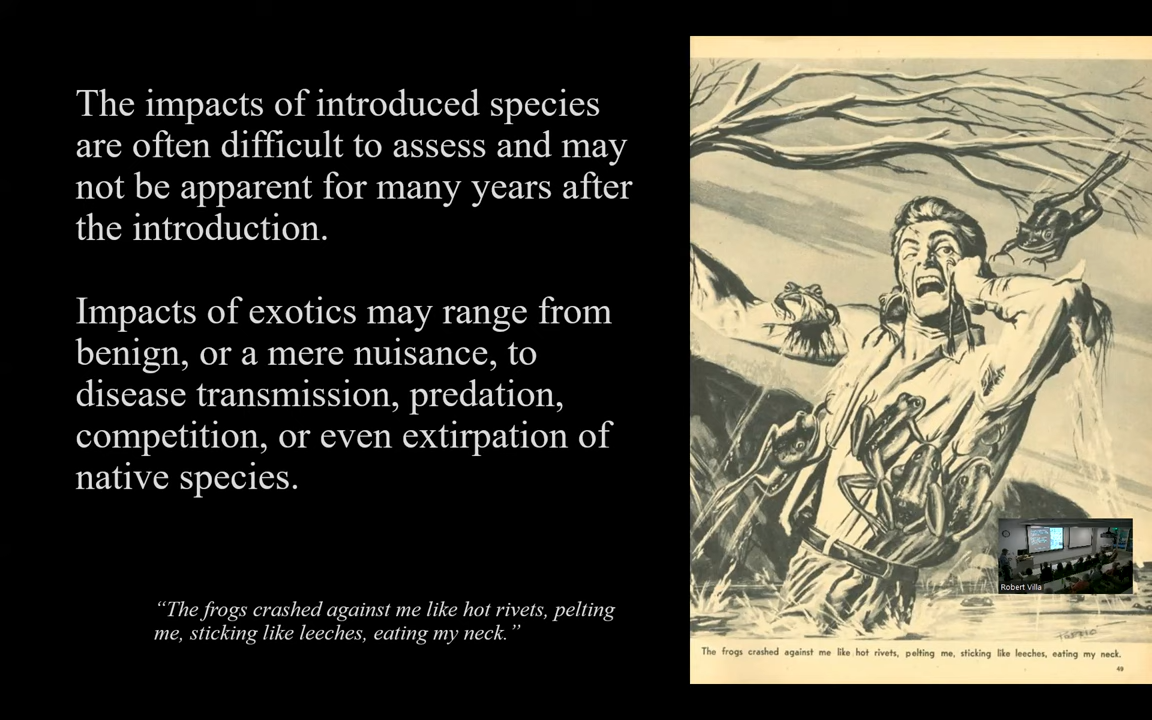 The impacts of introduced species
are often difficult to assess and may
not be apparent for many years after
the introduction.
Impacts of exotics may range from
benign, or a mere nuisance, to
disease transmission, predation,
competition, or even extirpation of
native species.
“The frogs crashed against me like hot rivets, pelting
me, sticking like leeches, eating my neck.”
Robert Villa
The frogs crashed against me like hot rivets, pelting me, sticking like leeches, eating my neck.
49